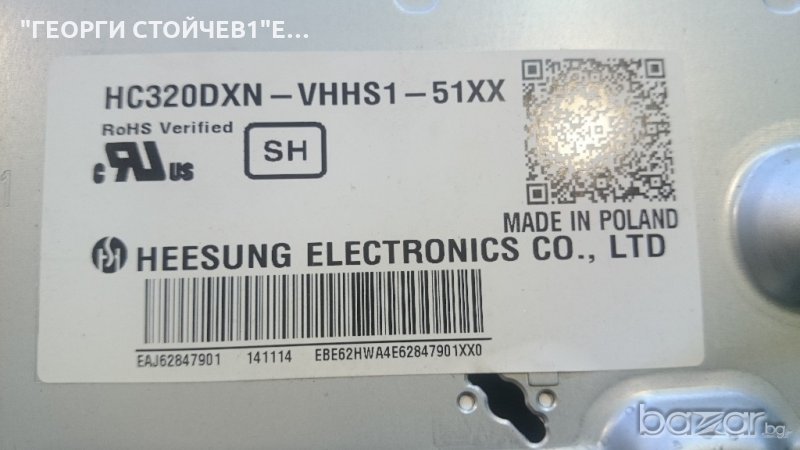 "ГЕОРГИ СТОЙЧЕВ1"Е...
HC320DXN-VHHS1-51XX
RoHS Verified
c RU US
SH
MADE IN POLAND
HEESUNG ELECTRONICS CO., LTD
EAJ62847901 141114 EBE62HWA4E62847901XX0
bazar.bg